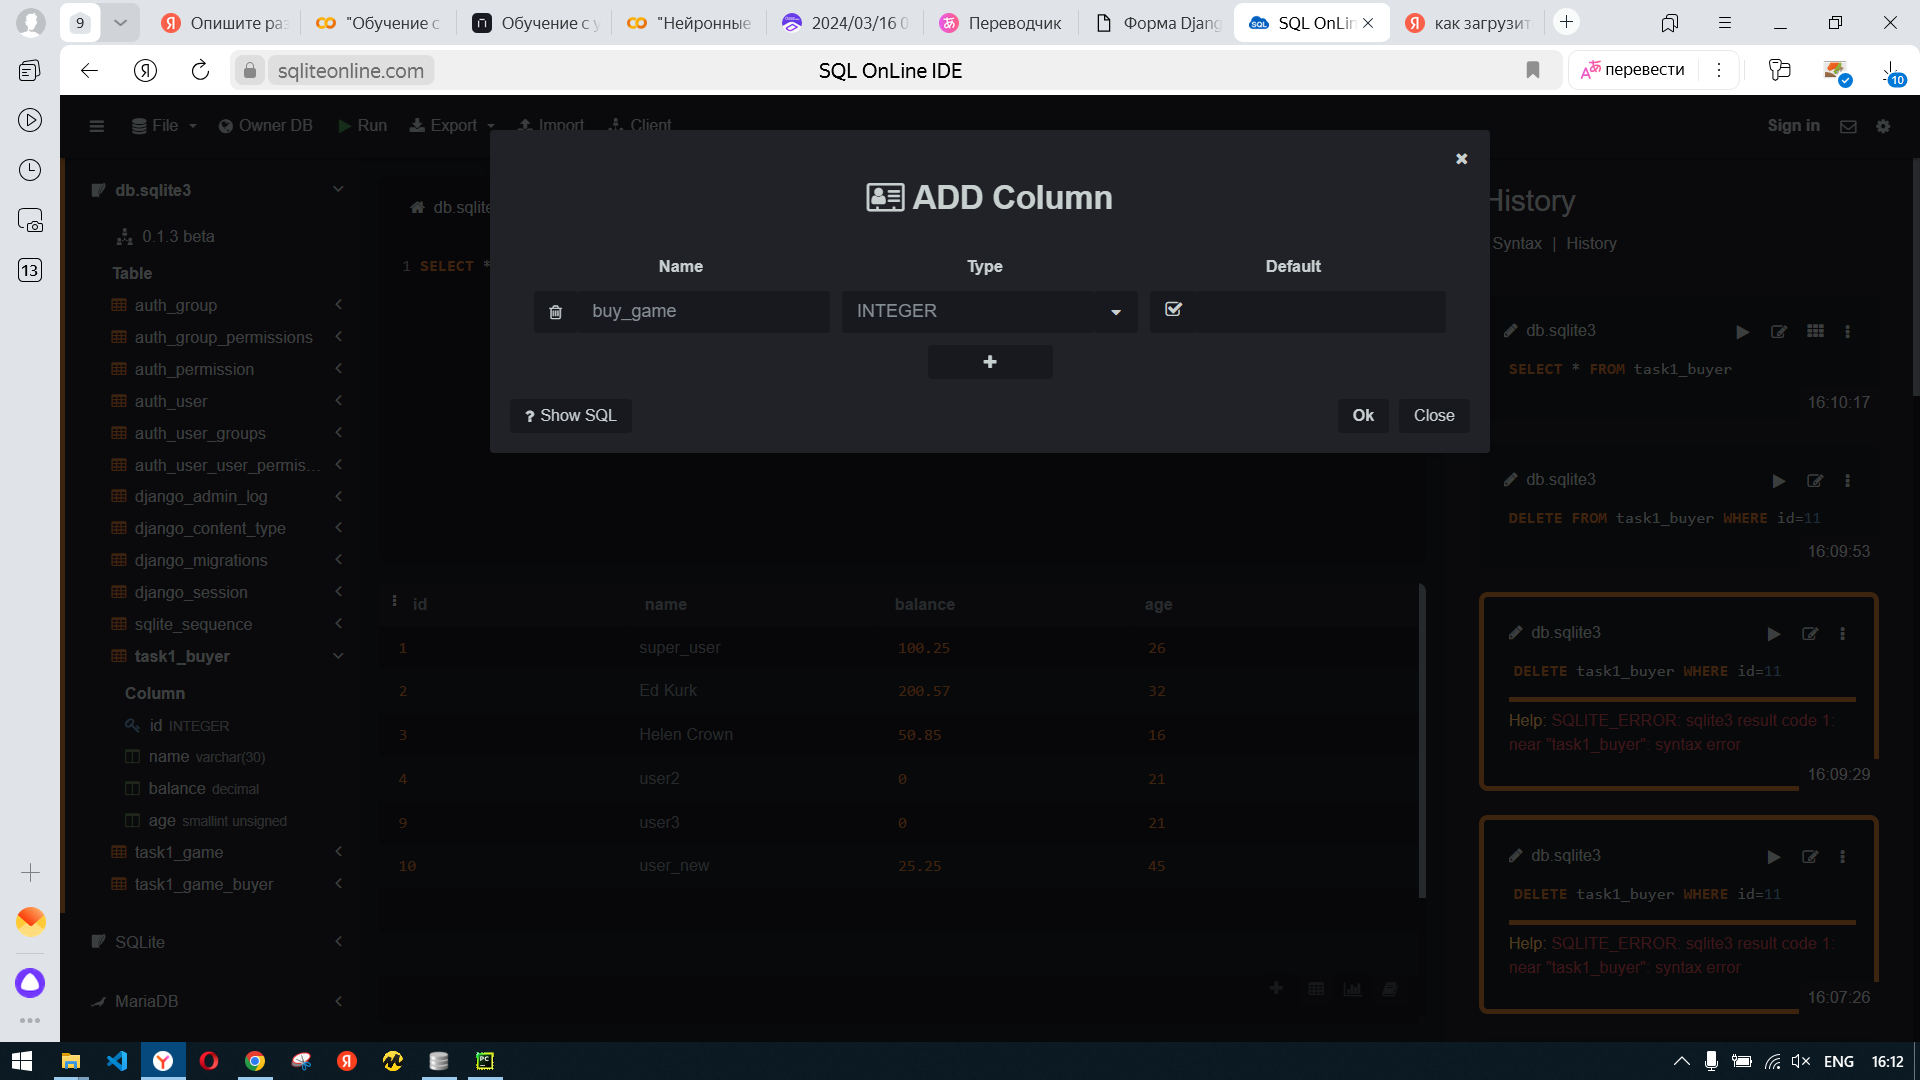 9
Опишите раз
"Обучение с
Обучение с у
"Нейронные
2024/03/16 0
Переводчик
Форма Djang
SQL OnLin
как загрузит
sqliteonline.com
SQL OnLine IDE
перевести
10
13
File
Owner DB
Run
Export
Import
Client
Sign in
db.sqlite3
0.1.3 beta
Table
auth_group
auth_group_permissions
auth_permission
auth_user
auth_user_groups
auth_user_user_permis...
django_admin_log
django_content_type
django_migrations
django_session
sqlite_sequence
task1_buyer
Column
id INTEGER
name varchar(30)
balance decimal
age smallint unsigned
task1_game
task1_game_buyer
SQLite
MariaDB
db.sqlite
1 SELECT *
ADD Column
Name Type Default
buy_game INTEGER
+
? Show SQL
Ok
Close
id name balance age
1 super_user 100.25 26
2 Ed Kurk 200.57 32
3 Helen Crown 50.85 16
4 user2 0 21
9 user3 0 21
10 user_new 25.25 45
History
Syntax | History
db.sqlite3
SELECT * FROM task1_buyer
16:10:17
db.sqlite3
DELETE FROM task1_buyer WHERE id=11
16:09:53
db.sqlite3
DELETE task1_buyer WHERE id=11
Help: SQLITE_ERROR: sqlite3 result code 1:
near "task1_buyer": syntax error
16:09:29
db.sqlite3
DELETE task1_buyer WHERE id=11
Help: SQLITE_ERROR: sqlite3 result code 1:
near "task1_buyer": syntax error
16:07:26
ENG
16:12